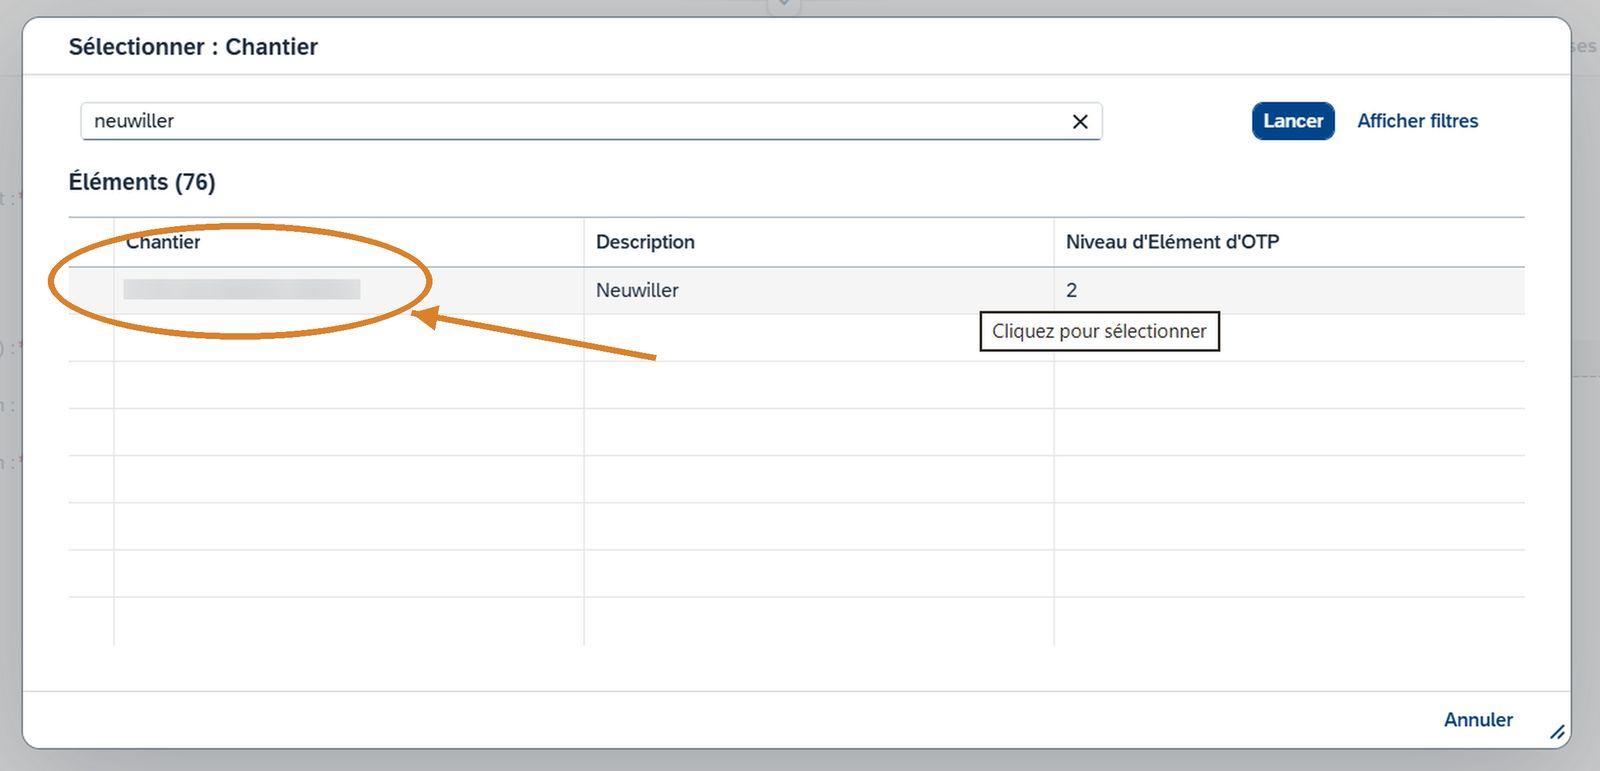 Sélectionner : Chantier
neuwiller
Lancer
Afficher filtres
Éléments (76)
Chantier
Description
Niveau d'Elément d'OTP
Neuwiller
2
Cliquez pour sélectionner
Annuler